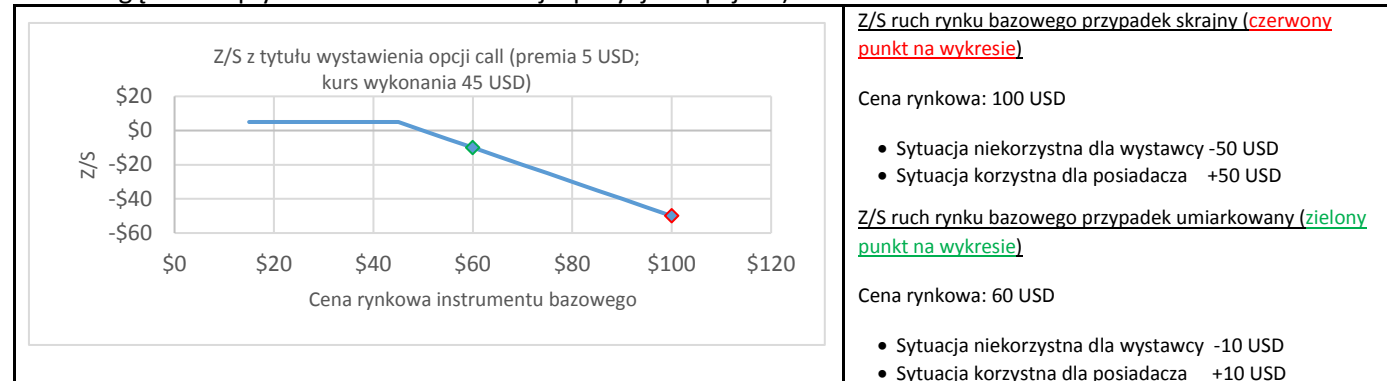 Z/S z tytułu wystawienia opcji call (premia 5 USD;
kurs wykonania 45 USD)
$20
$0
-$20
-$40
-$60
Z/S
$0 $20 $40 $60 $80 $100 $120
Cena rynkowa instrumentu bazowego
Z/S ruch rynku bazowego przypadek skrajny (czerwony
punkt na wykresie)
Cena rynkowa: 100 USD
• Sytuacja niekorzystna dla wystawcy -50 USD
• Sytuacja korzystna dla posiadacza +50 USD
Z/S ruch rynku bazowego przypadek umiarkowany (zielony
punkt na wykresie)
Cena rynkowa: 60 USD
• Sytuacja niekorzystna dla wystawcy -10 USD
• Sytuacja korzystna dla posiadacza +10 USD